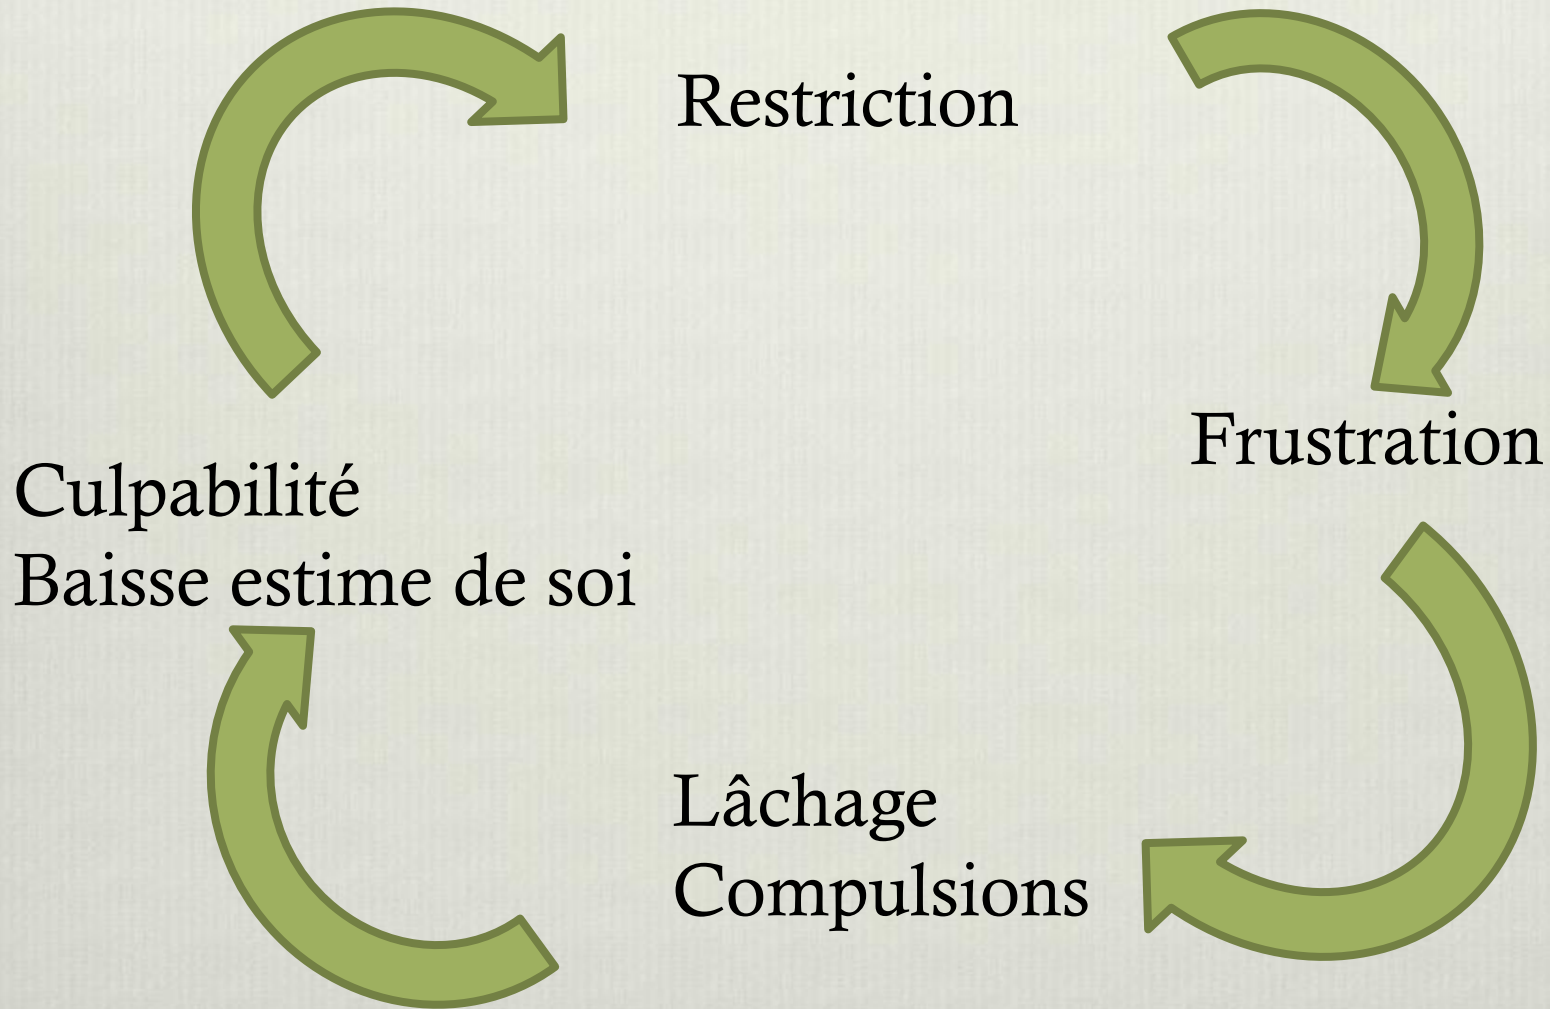 Restriction
Frustration
Culpabilité
Baisse estime de soi
Lâchage
Compulsions